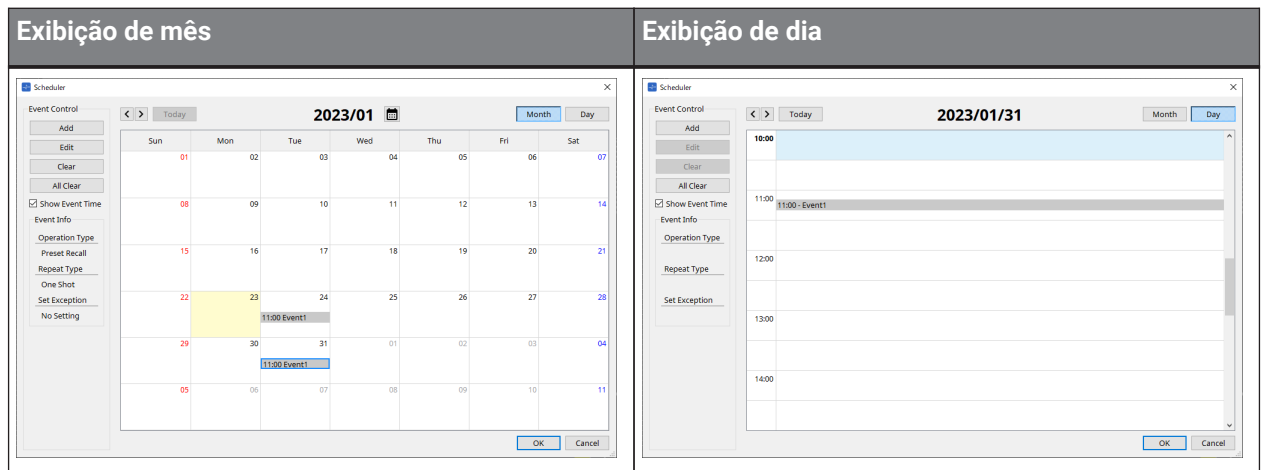 Exibição de mês
Exibição de dia
Scheduler
Event Control
Add
Edit
Clear
All Clear
Show Event Time
Event Info
Operation Type
Preset Recall
Repeat Type
One Shot
Set Exception
No Setting
< > Today 2023/01 Month Day
Sun Mon Tue Wed Thu Fri Sat
01 02 03 04 05 06 07
08 09 10 11 12 13 14
15 16 17 18 19 20 21
22 23 24 25 26 27 28
11:00 Event1
29 30 31 01 02 03 04
11:00 Event1
05 06 07 08 09 10 11
OK Cancel
Scheduler
Event Control
Add
Edit
Clear
All Clear
Show Event Time
Event Info
Operation Type
Repeat Type
Set Exception
< > Today 2023/01/31 Month Day
10:00
11:00
11:00 - Event1
12:00
13:00
14:00
OK Cancel